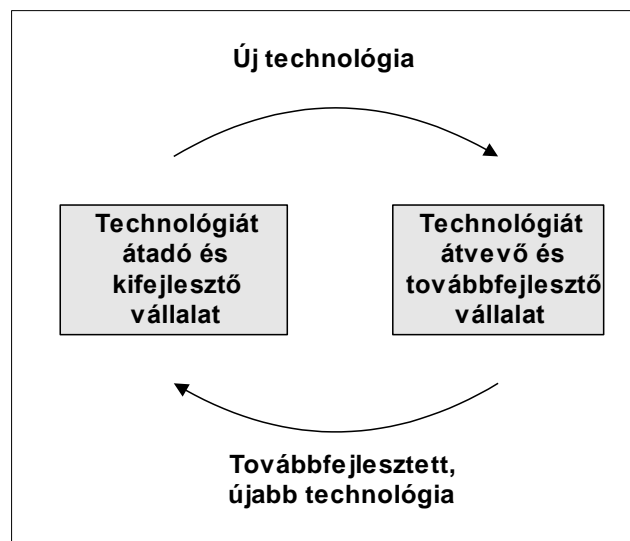 Új technológia
Technológiát
átadó és
kifejlesztő
vállalat
Technológiát
átvevő és
továbbfejlesztő
vállalat
Továbbfejlesztett,
újabb technológia